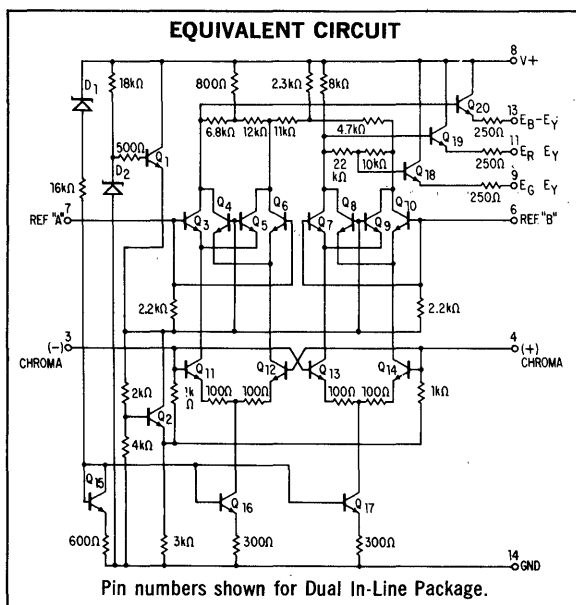 EQUIVALENT CIRCUIT
8
V+
D1
18kΩ
800Ω
2.3kΩ
8kΩ
Q20
13
EB-EY
250Ω
6.8kΩ
12kΩ
11kΩ
4.7kΩ
Q19
11
ER EY
250Ω
500Ω
Q1
D2
22
kΩ
10kΩ
Q18
9
EG EY
250Ω
16kΩ
7
REF "A"
Q3
Q4
Q5
Q6
Q7
Q8
Q9
Q10
6
REF "B"
2.2kΩ
2.2kΩ
(-) 3
CHROMA
4 (+)
CHROMA
Q11
Q12
Q13
Q14
2kΩ
1k
Ω
100Ω
100Ω
100Ω
100Ω
1kΩ
Q2
4kΩ
Q15
Q16
Q17
600Ω
3kΩ
300Ω
300Ω
14
GND
Pin numbers shown for Dual In-Line Package.